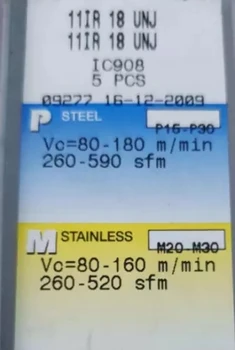 11IR 18 UNJ
11IR 18 UNJ
IC908
5 PCS
09277 16-12-2009
P STEEL P15-P30
Vc=80-180 m/min
260-590 sfm
M STAINLESS M20-M30
Vc=80-160 m/min
260-520 sfm